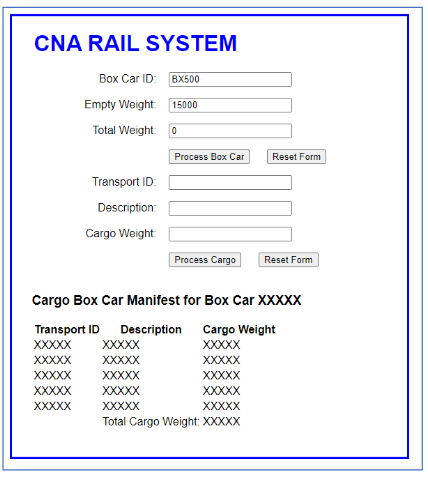 CNA RAIL SYSTEM
Box Car ID: BX500
Empty Weight: 15000
Total Weight: 0
Process Box Car Reset Form
Transport ID:
Description:
Cargo Weight:
Process Cargo Reset Form
Cargo Box Car Manifest for Box Car XXXXX
Transport ID Description Cargo Weight
XXXXX XXXXX XXXXX
XXXXX XXXXX XXXXX
XXXXX XXXXX XXXXX
XXXXX XXXXX XXXXX
XXXXX XXXXX XXXXX
Total Cargo Weight: XXXXX